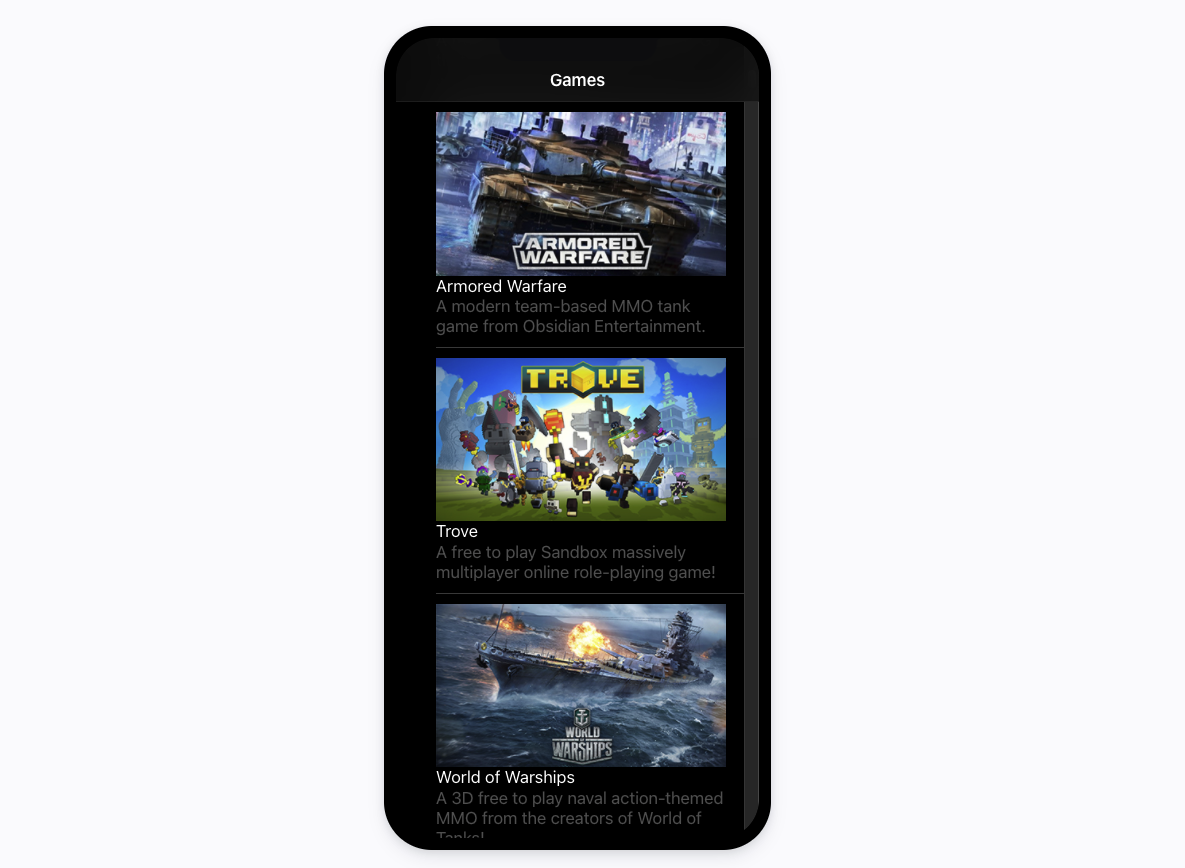 Games
ARMORED
WARFARE
Armored Warfare
A modern team-based MMO tank
game from Obsidian Entertainment.
TROVE
Trove
A free to play Sandbox massively
multiplayer online role-playing game!
WORLD
OF
WARSHIPS
World of Warships
A 3D free to play naval action-themed
MMO from the creators of World of
Tanks!